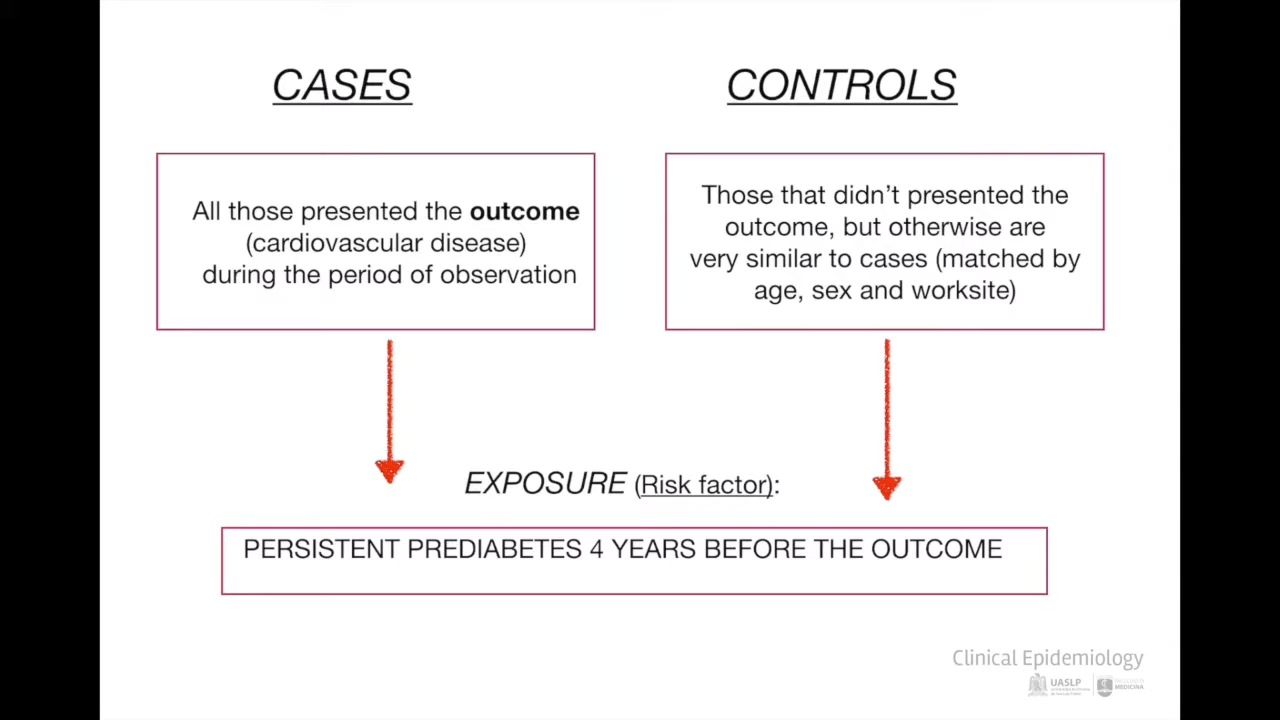 CASES
CONTROLS
All those presented the outcome
(cardiovascular disease)
during the period of observation
Those that didn't presented the
outcome, but otherwise are
very similar to cases (matched by
age, sex and worksite)
EXPOSURE (Risk factor):
PERSISTENT PREDIABETES 4 YEARS BEFORE THE OUTCOME
Clinical Epidemiology
UASLP
MEDICINA